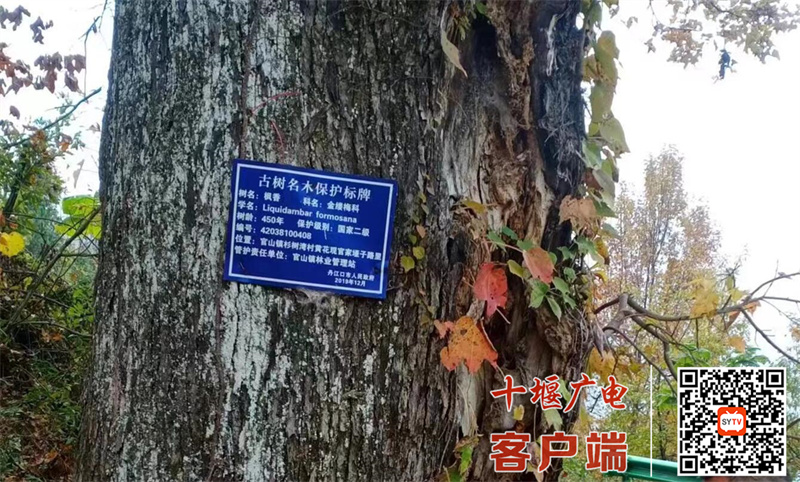 古树名木保护标牌
树名：枫香 科名：金缕梅科
学名：Liquidambar formosana
树龄：450年 保护级别：国家二级
编号：42038100408
位置：官山镇杉树湾村黄花观官家堰子路里
管护责任单位：官山镇林业管理站
丹江口市人民政府
2019年12月
十堰广电
客户端
SYTV